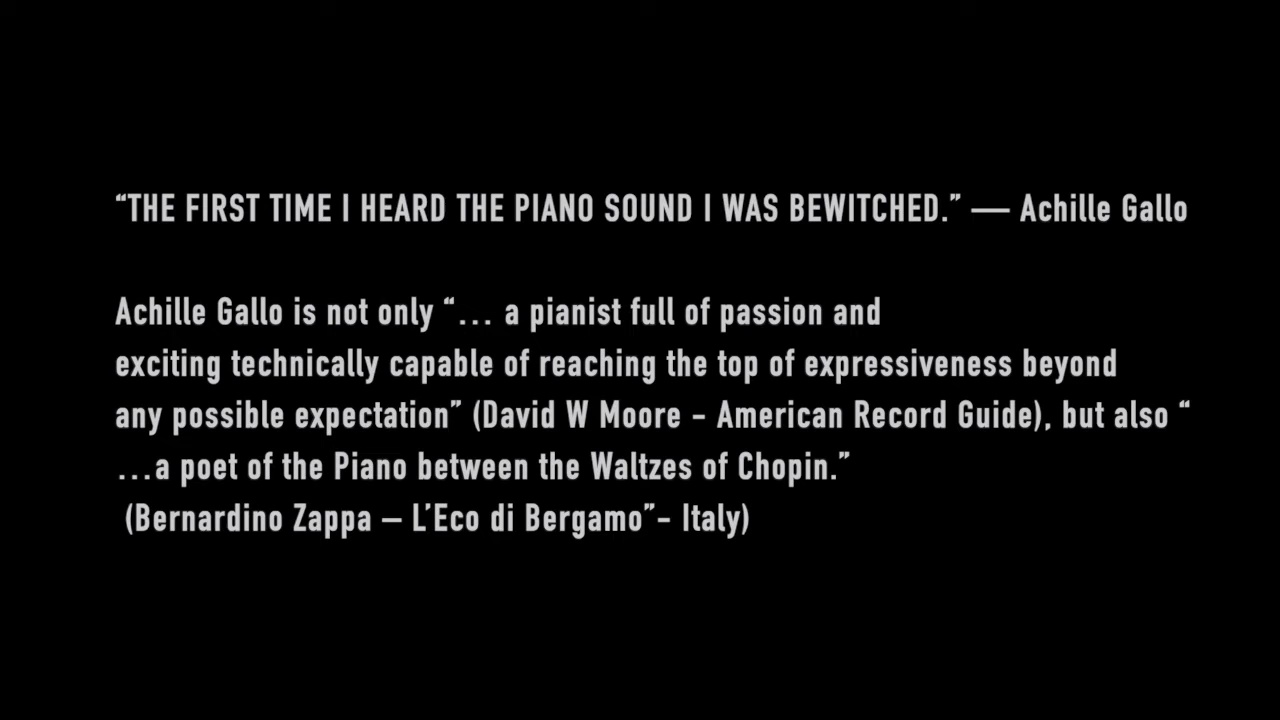 “THE FIRST TIME I HEARD THE PIANO SOUND I WAS BEWITCHED.” — Achille Gallo
Achille Gallo is not only “... a pianist full of passion and
exciting technically capable of reaching the top of expressiveness beyond
any possible expectation” (David W Moore - American Record Guide), but also “
...a poet of the Piano between the Waltzes of Chopin.”
(Bernardino Zappa – L’Eco di Bergamo”- Italy)